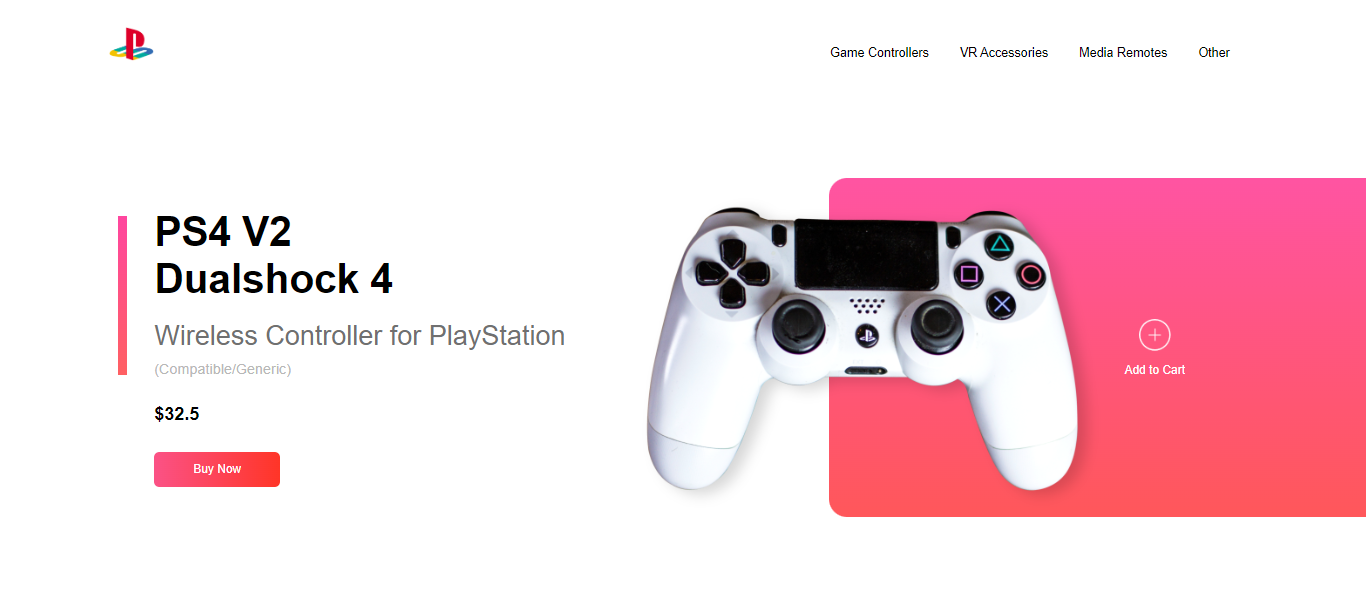 Game Controllers
VR Accessories
Media Remotes
Other
PS4 V2
Dualshock 4
Wireless Controller for PlayStation
(Compatible/Generic)
$32.5
Buy Now
Add to Cart